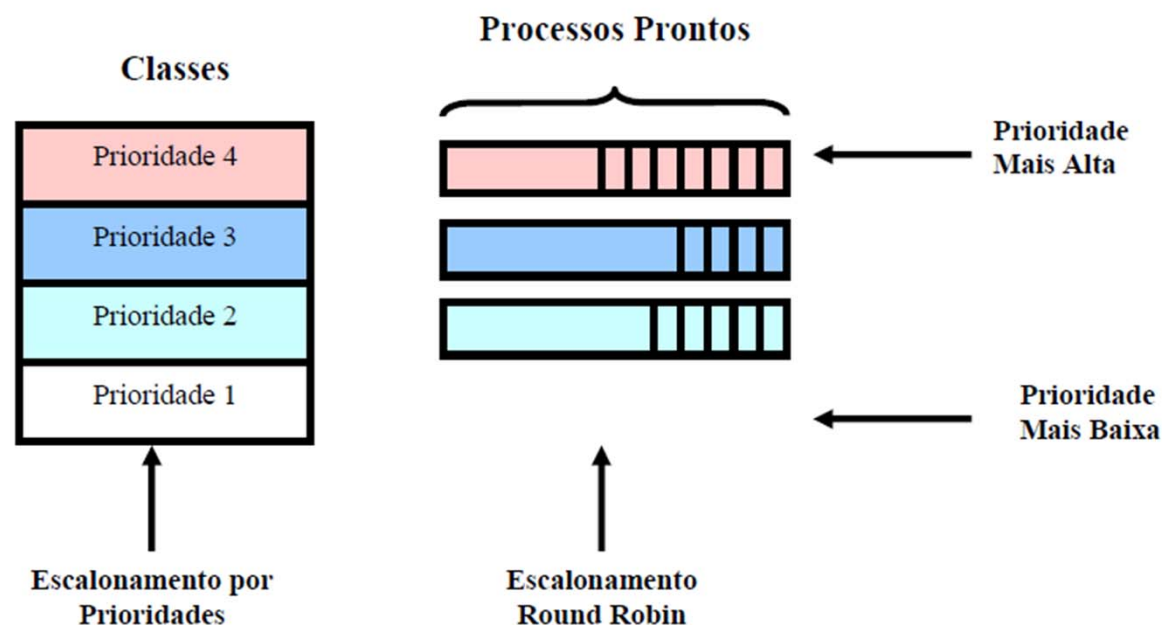 Processos Prontos
Classes
Prioridade 4
Prioridade 3
Prioridade 2
Prioridade 1
Prioridade
Mais Alta
Prioridade
Mais Baixa
Escalonamento por
Prioridades
Escalonamento
Round Robin